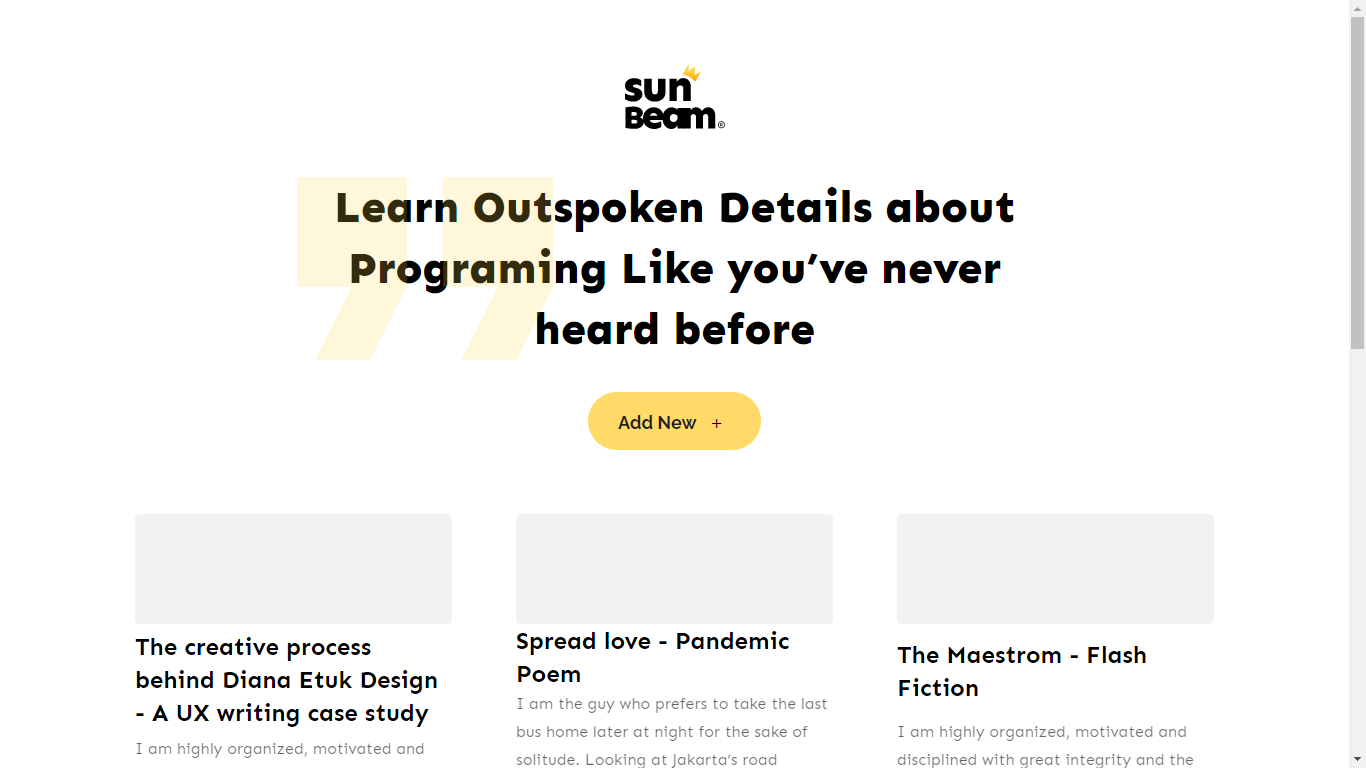 sun
Beam®
Learn Outspoken Details about
Programing Like you’ve never
heard before
Add New +
The creative process
behind Diana Etuk Design
- A UX writing case study
I am highly organized, motivated and
Spread love - Pandemic
Poem
I am the guy who prefers to take the last
bus home later at night for the sake of
solitude. Looking at Jakarta’s road
The Maestrom - Flash
Fiction
I am highly organized, motivated and
disciplined with great integrity and the